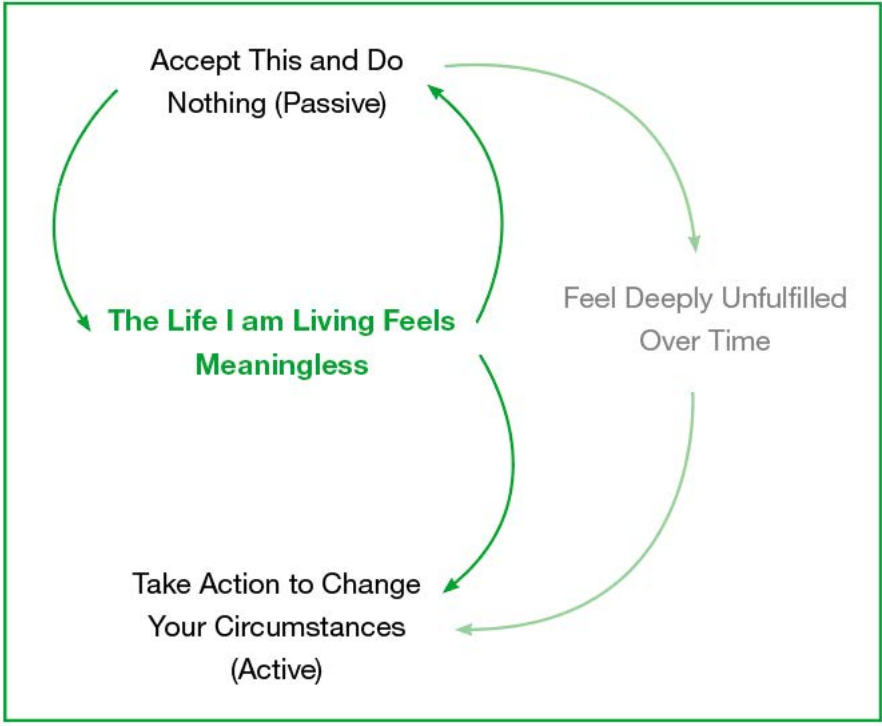 Accept This and Do
Nothing (Passive)
The Life I am Living Feels
Meaningless
Feel Deeply Unfulfilled
Over Time
Take Action to Change
Your Circumstances
(Active)